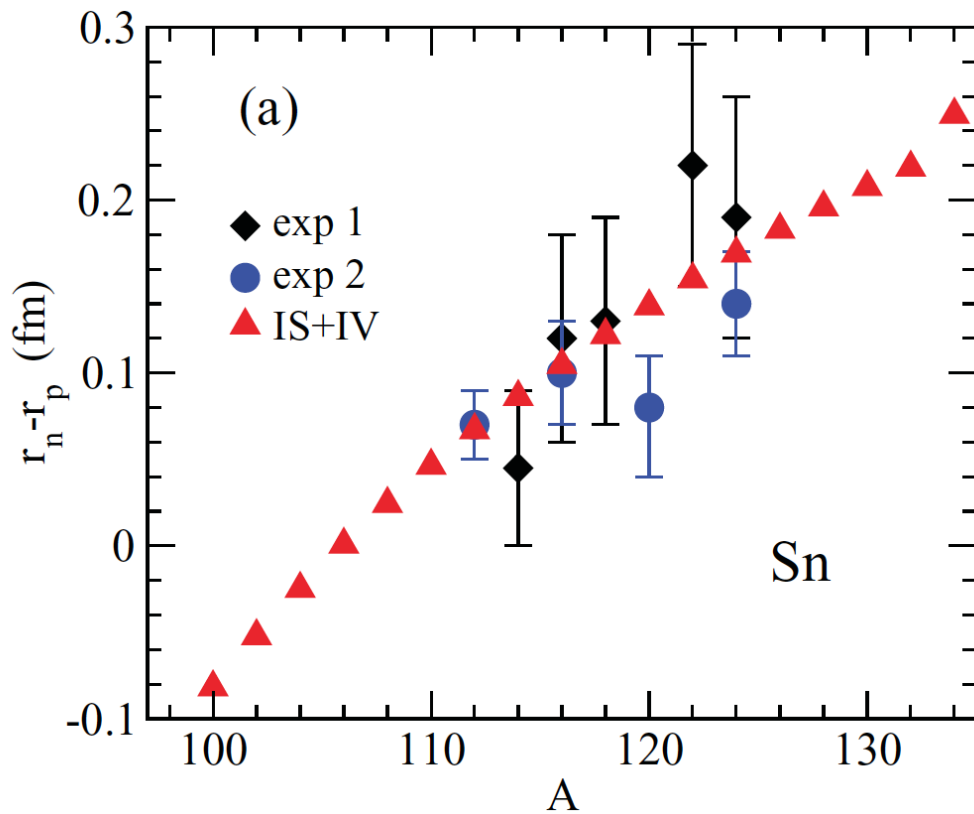 0.3
(a)
0.2
exp 1
exp 2
IS+IV
r_n-r_p (fm)
0.1
0
Sn
-0.1
100
110
120
130
A